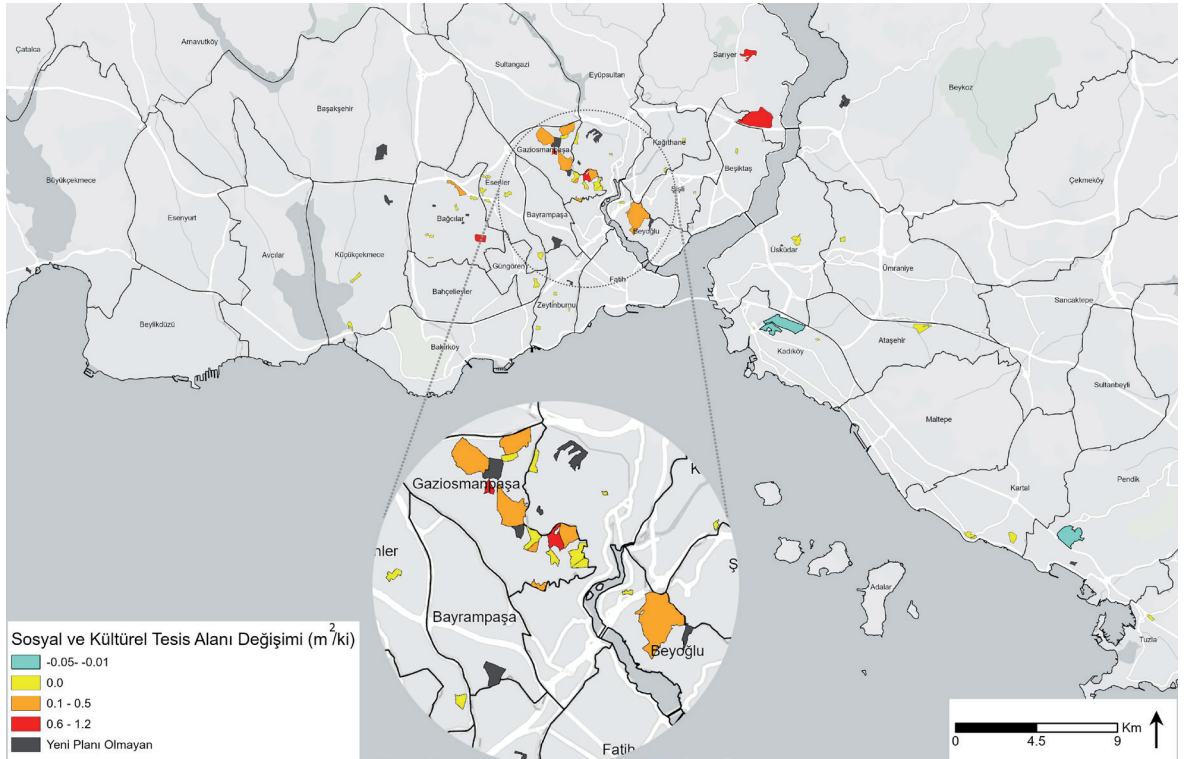 Sarıyer
Çatalca
Arnavutköy
Sultangazi
Eyüpsultan
Beykoz
Başakşehir
Kağıthane
Gaziosmanpaşa
Beşiktaş
Çekmeköy
Büyükçekmece
Esenler
Şişli
Esenyurt
Bağcılar
Bayrampaşa
Beyoğlu
Avcılar
Küçükçekmece
Üsküdar
Güngören
Ümraniye
Fatih
Bahçelievler
Zeytinburnu
Sancaktepe
Beylikdüzü
Bakırköy
Kadıköy
Ataşehir
Sultanbeyli
Maltepe
Kartal
Pendik
Adalar
Tuzla
Gaziosmanpaşa
K
nler
Ş
Bayrampaşa
Beyoğlu
Fatih
Sosyal ve Kültürel Tesis Alanı Değişimi (m2/ki)
-0.05- -0.01
0.0
0.1 - 0.5
0.6 - 1.2
Yeni Planı Olmayan
Km
0 4.5 9